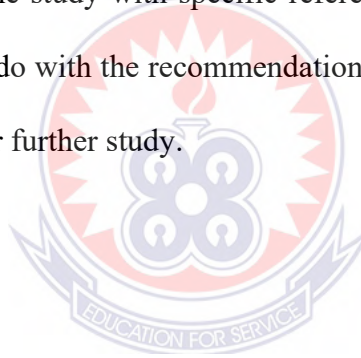 he study with specific refere
do with the recommendation
r further study.
EDUCATION FOR SERVICE